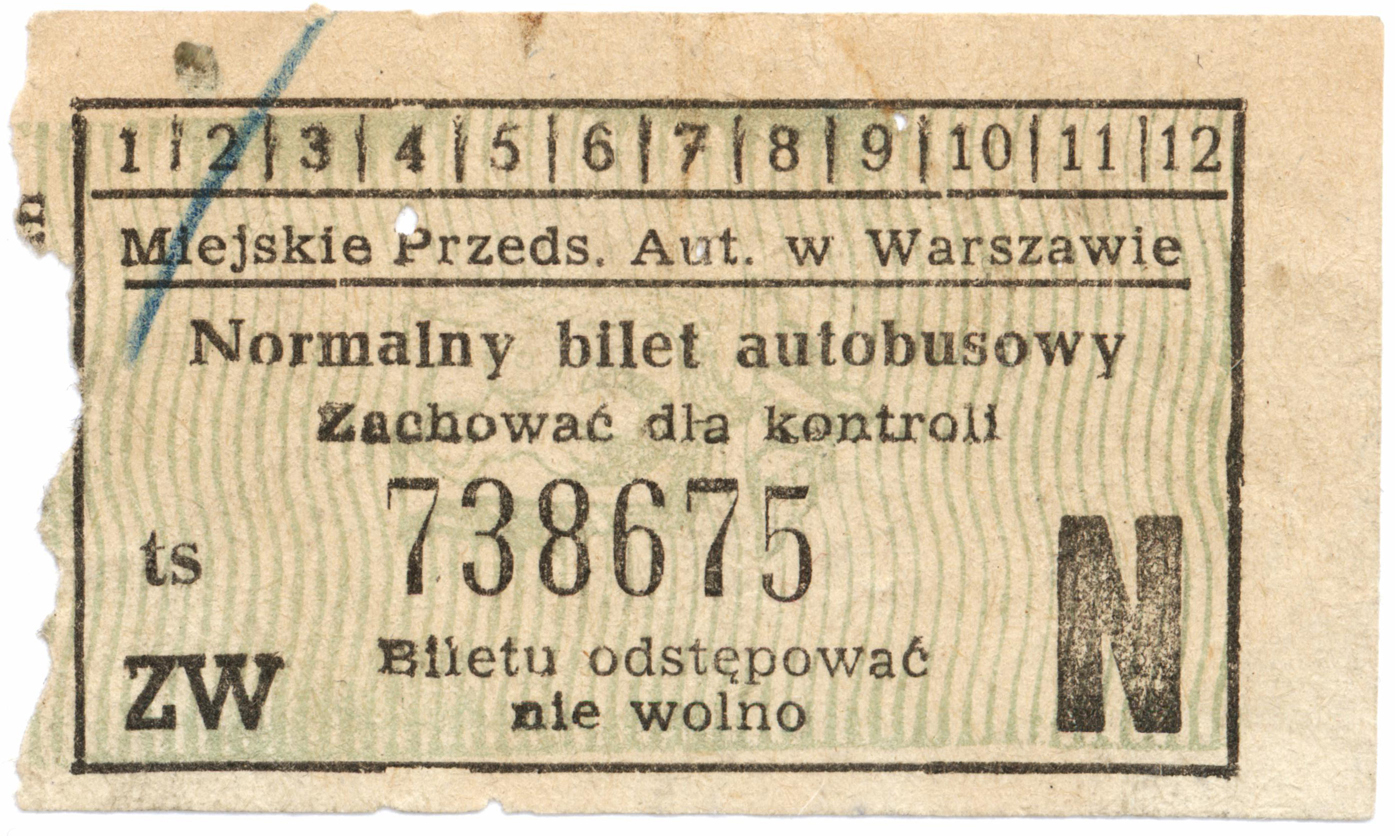 1 | 2 | 3 | 4 | 5 | 6 | 7 | 8 | 9 | 10 | 11 | 12
Miejskie Przeds. Aut. w Warszawie
Normalny bilet autobusowy
Zachować dla kontroli
738675
ts
N
ZW
Biletu odstępować
nie wolno